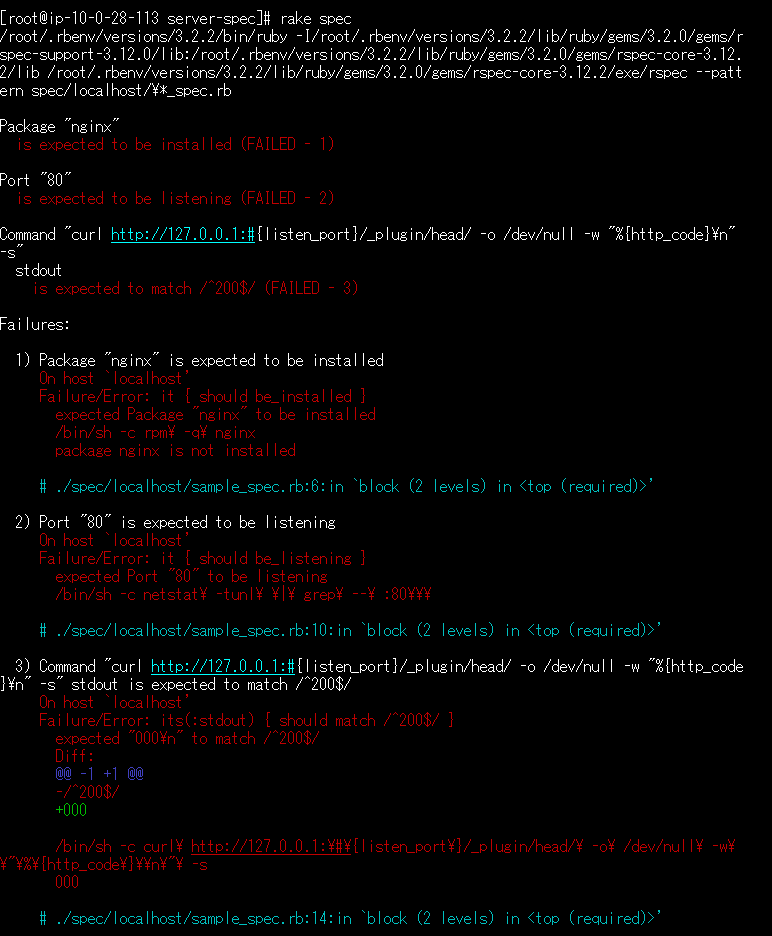 [root@ip-10-0-28-113 server-spec]# rake spec
/root/.rbenv/versions/3.2.2/bin/ruby -I/root/.rbenv/versions/3.2.2/lib/ruby/gems/3.2.0/gems/r
spec-support-3.12.0/lib:/root/.rbenv/versions/3.2.2/lib/ruby/gems/3.2.0/gems/rspec-core-3.12.
2/lib /root/.rbenv/versions/3.2.2/lib/ruby/gems/3.2.0/gems/rspec-core-3.12.2/exe/rspec --patt
ern spec/localhost/¥*_spec.rb
Package "nginx"
is expected to be installed (FAILED - 1)
Port "80"
is expected to be listening (FAILED - 2)
Command "curl http://127.0.0.1:#{listen_port}/_plugin/head/ -o /dev/null -w "%{http_code}¥n"
-s"
stdout
is expected to match /^200$/ (FAILED - 3)
Failures:
1) Package "nginx" is expected to be installed
On host `localhost'
Failure/Error: it { should be_installed }
expected Package "nginx" to be installed
/bin/sh -c rpm¥ -q¥ nginx
package nginx is not installed
# ./spec/localhost/sample_spec.rb:6:in `block (2 levels) in <top (required)>'
2) Port "80" is expected to be listening
On host `localhost'
Failure/Error: it { should be_listening }
expected Port "80" to be listening
/bin/sh -c netstat¥ -tunl¥ ¥|¥ grep¥ --¥ :80¥¥¥
# ./spec/localhost/sample_spec.rb:10:in `block (2 levels) in <top (required)>'
3) Command "curl http://127.0.0.1:#{listen_port}/_plugin/head/ -o /dev/null -w "%{http_code
}¥n" -s" stdout is expected to match /^200$/
On host `localhost'
Failure/Error: its(:stdout) { should match /^200$/ }
expected "000¥n" to match /^200$/
Diff:
@@ -1 +1 @@
-/^200$/
+000
/bin/sh -c curl¥ http://127.0.0.1:¥#¥{listen_port¥}/_plugin/head/¥ -o¥ /dev/null¥ -w¥
¥"¥%¥{http_code¥}¥¥n¥"¥ -s
000
# ./spec/localhost/sample_spec.rb:14:in `block (2 levels) in <top (required)>'